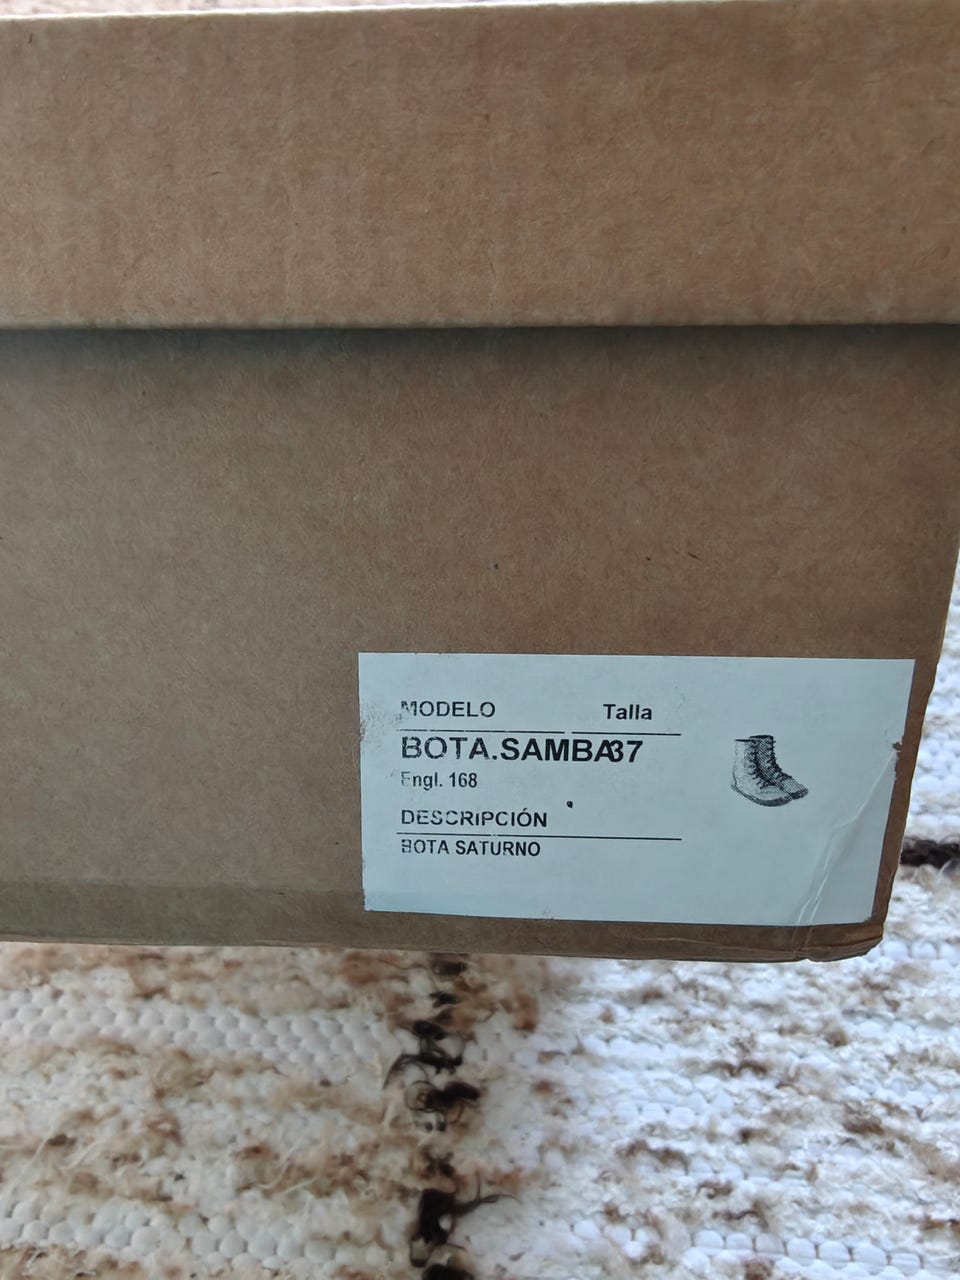 MODELO Talla
BOTA.SAMBA37
Engl. 168
DESCRIPCIÓN
BOTA SATURNO